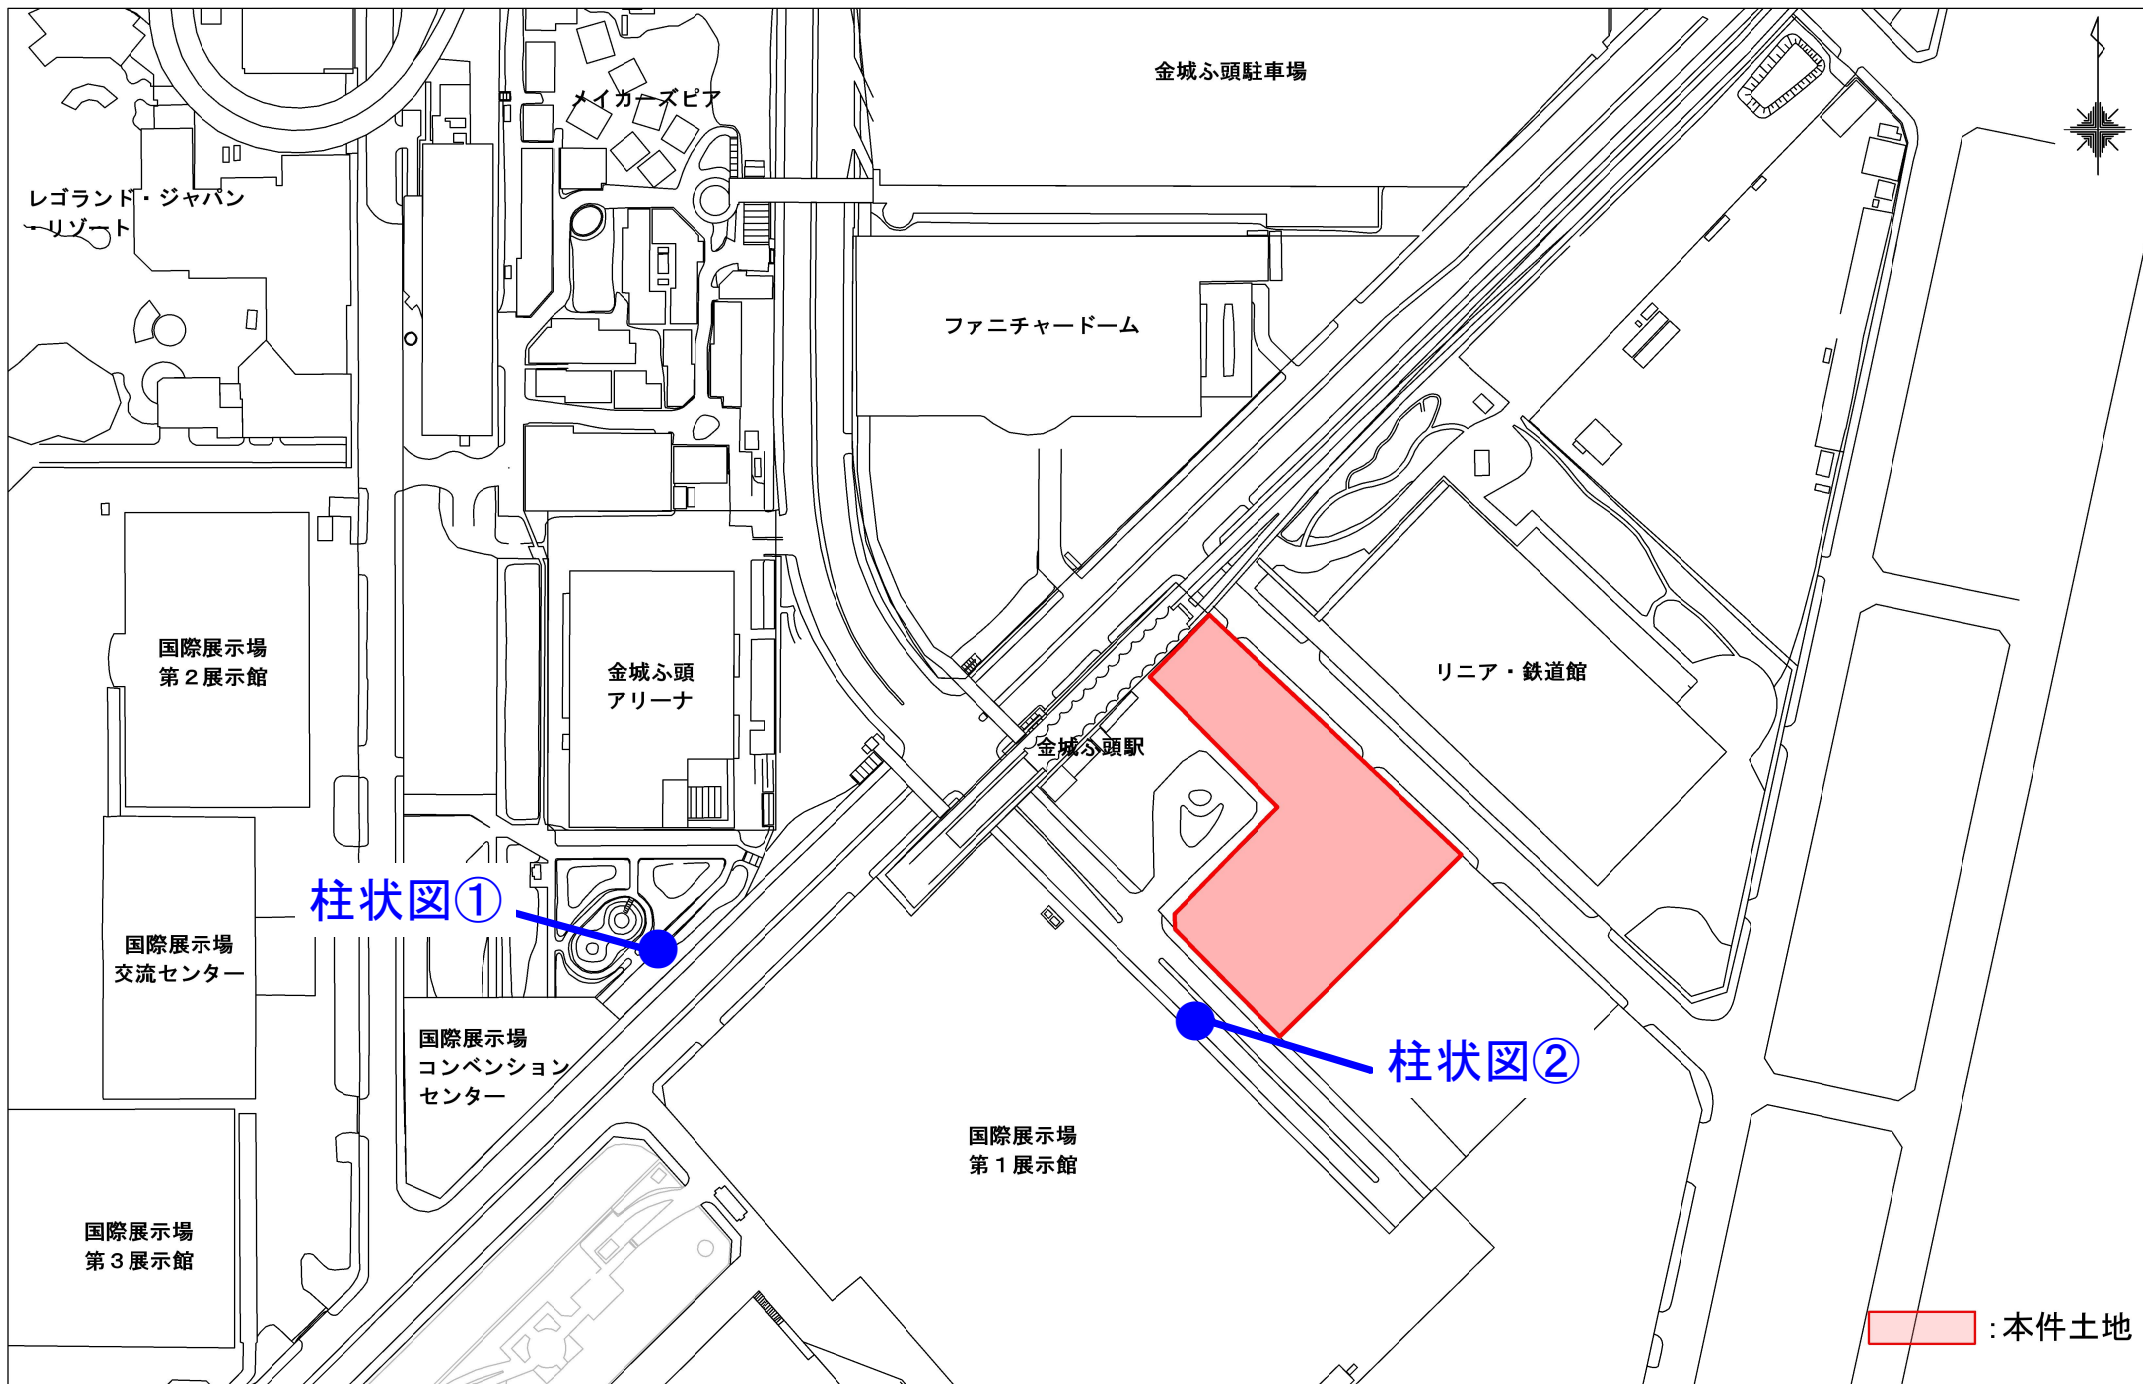 金城ふ頭駐車場
メイカーズピア
レゴランド・ジャパン
・リゾート
ファニチャードーム
国際展示場
第２展示館
金城ふ頭
アリーナ
リニア・鉄道館
金城ふ頭駅
柱状図①
国際展示場
交流センター
国際展示場
コンベンション
センター
柱状図②
国際展示場
第１展示館
国際展示場
第３展示館
：本件土地